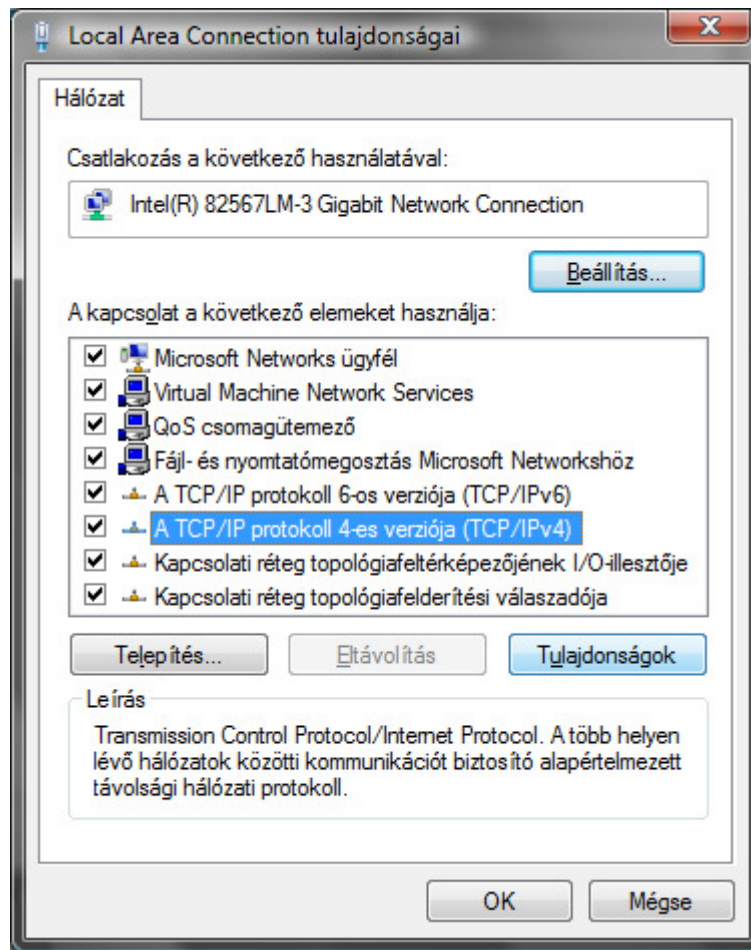 Local Area Connection tulajdonságai
Hálózat
Csatlakozás a következő használatával:
Intel(R) 82567LM-3 Gigabit Network Connection
Beállítás...
A kapcsolat a következő elemeket használja:
Microsoft Networks ügyfél
Virtual Machine Network Services
QoS csomagütemező
Fájl- és nyomtatómegosztás Microsoft Networkshöz
A TCP/IP protokoll 6-os verziója (TCP/IPv6)
A TCP/IP protokoll 4-es verziója (TCP/IPv4)
Kapcsolati réteg topológiafeltérképezőjének I/O-illesztője
Kapcsolati réteg topológiafelderítési válaszadója
Telepítés...
Eltávolítás
Tulajdonságok
Leírás
Transmission Control Protocol/Internet Protocol. A több helyen
lévő hálózatok közötti kommunikációt biztosító alapértelmezett
távolsági hálózati protokoll.
OK
Mégse